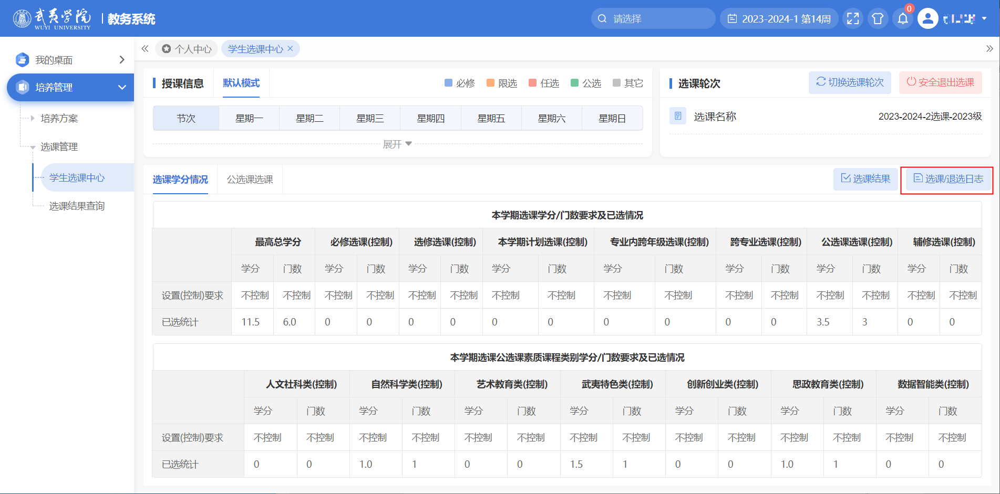 武夷学院 WUYI UNIVERSITY 教务系统 请选择 2023-2024-1 第14周 0
我的桌面
培养管理
培养方案
选课管理
学生选课中心
选课结果查询
个人中心 学生选课中心
授课信息 默认模式 必修 限选 任选 公选 其它
节次 星期一 星期二 星期三 星期四 星期五 星期六 星期日
展开
选课轮次 切换选课轮次 安全退出选课
选课名称 2023-2024-2选课-2023级
选课学分情况 公选课选课 选课结果 选课/退选日志
本学期选课学分/门数要求及已选情况
最高总学分 必修选课(控制) 选修选课(控制) 本学期计划选课(控制) 专业内跨年级选课(控制) 跨专业选课(控制) 公选课选课(控制) 辅修选课(控制)
学分 门数 学分 门数 学分 门数 学分 门数 学分 门数 学分 门数 学分 门数 学分 门数
设置(控制)要求 不控制 不控制 不控制 不控制 不控制 不控制 不控制 不控制 不控制 不控制 不控制 不控制 不控制 不控制 不控制 不控制
已选统计 11.5 6.0 0 0 0 0 0 0 0 0 0 0 3.5 3 0 0
本学期选课公选课素质课程类别学分/门数要求及已选情况
人文社科类(控制) 自然科学类(控制) 艺术教育类(控制) 武夷特色类(控制) 创新创业类(控制) 思政教育类(控制) 数据智能类(控制)
学分 门数 学分 门数 学分 门数 学分 门数 学分 门数 学分 门数 学分 门数
设置(控制)要求 不控制 不控制 不控制 不控制 不控制 不控制 不控制 不控制 不控制 不控制 不控制 不控制 不控制 不控制
已选统计 0 0 1.0 1 0 0 1.5 1 0 0 1.0 1 0 0